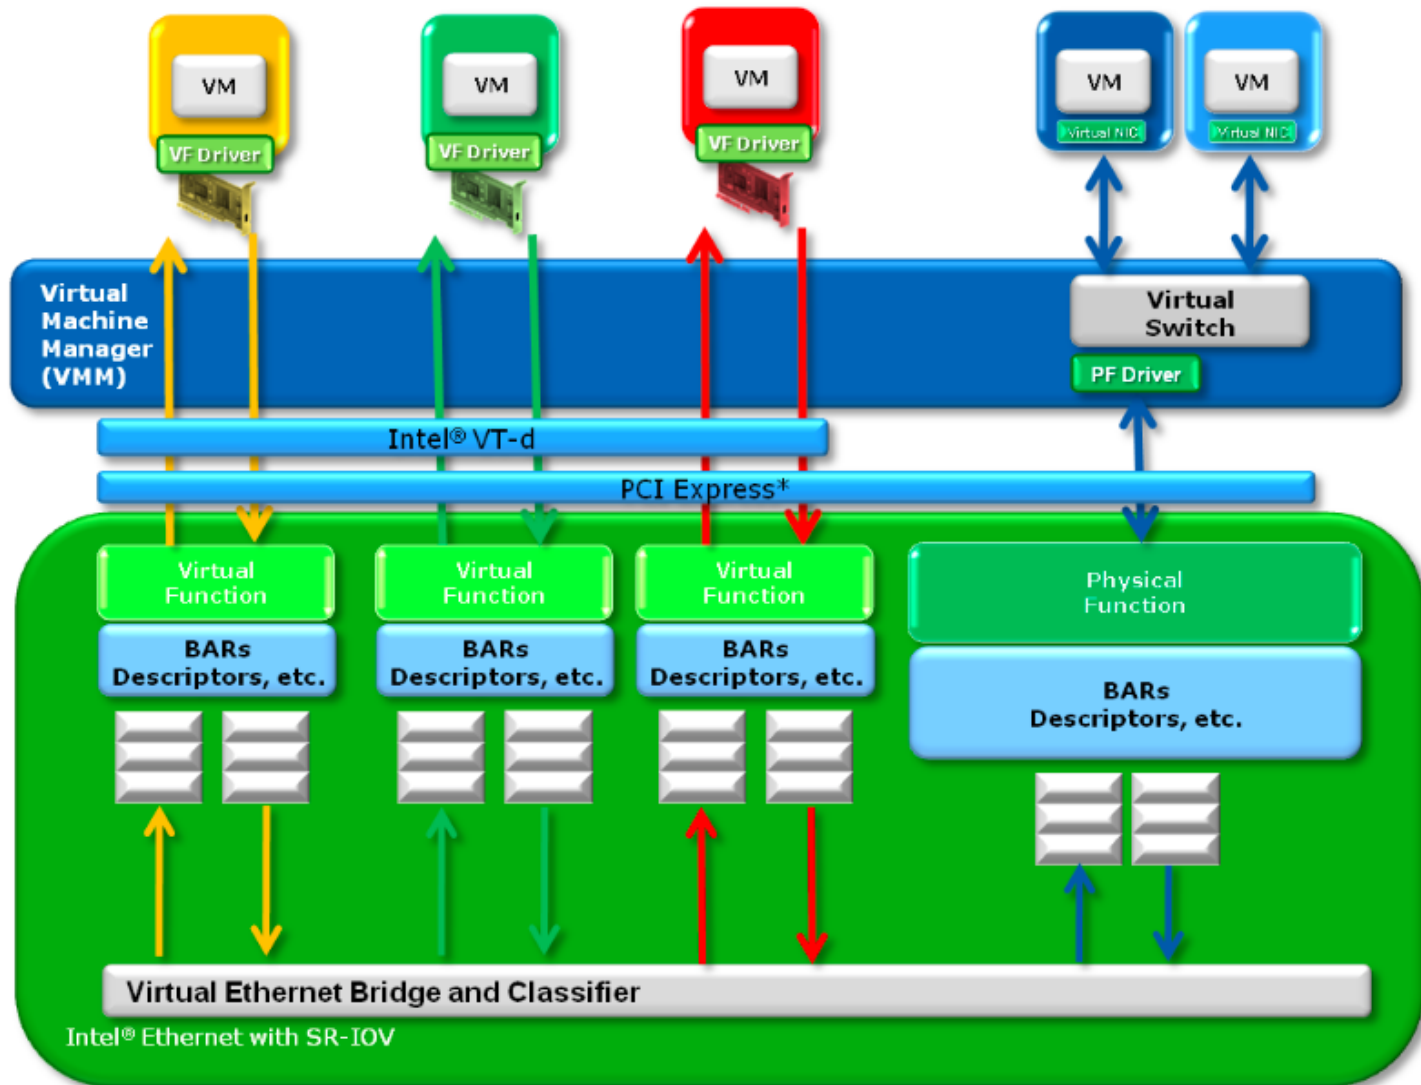 VM
VM
VM
VM
VM
VF Driver
VF Driver
VF Driver
Virtual NIC
Virtual NIC
Virtual
Machine
Manager
(VMM)
Virtual
Switch
PF Driver
Intel® VT-d
PCI Express*
Virtual
Function
Virtual
Function
Virtual
Function
Physical
Function
BARs
Descriptors, etc.
BARs
Descriptors, etc.
BARs
Descriptors, etc.
BARs
Descriptors, etc.
Virtual Ethernet Bridge and Classifier
Intel® Ethernet with SR-IOV